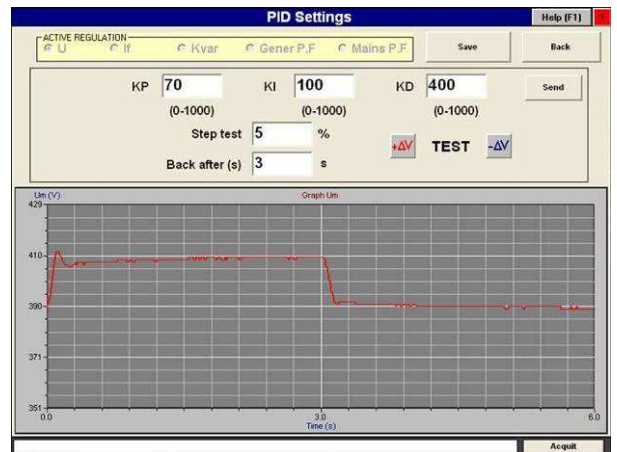 PID Settings
Help (F1)
ACTIVE REGULATION
U If Kvar Gener P.F Mains P.F
Save
Back
KP 70 KI 100 KD 400
Send
(0-1000) (0-1000) (0-1000)
Step test 5 %
+ΔV TEST -ΔV
Back after (s) 3 s
Um (V)
Graph Um
429
410
390
371
351
0.0 3.0 6.0
Time (s)
Acquit